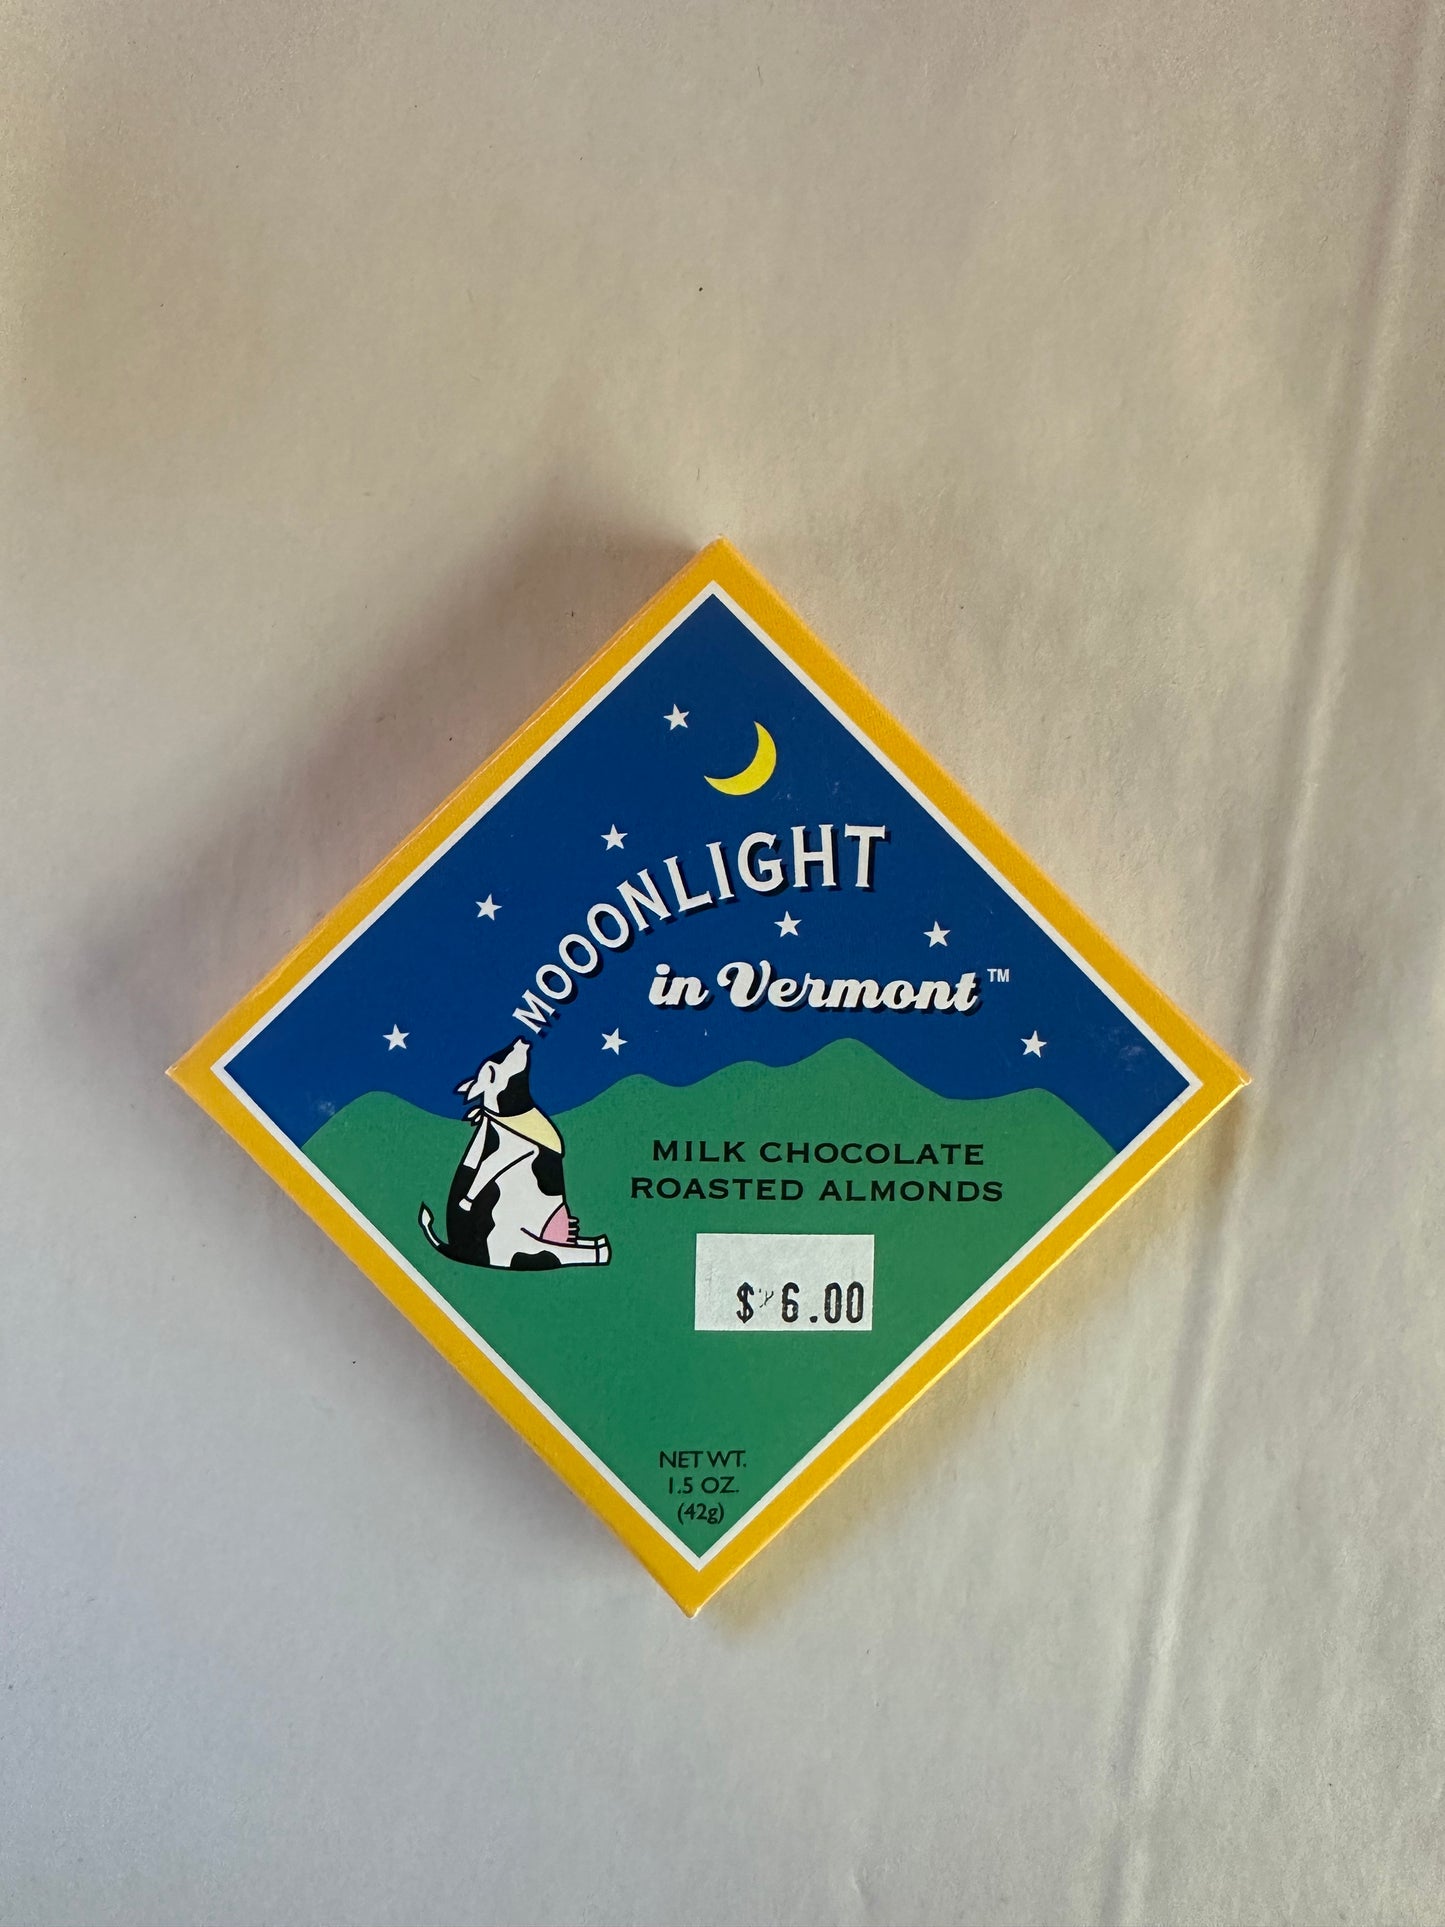 MOOONLIGHT
in Vermont™
MILK CHOCOLATE
ROASTED ALMONDS
$ 6.00
NET WT.
1.5 OZ.
(42g)